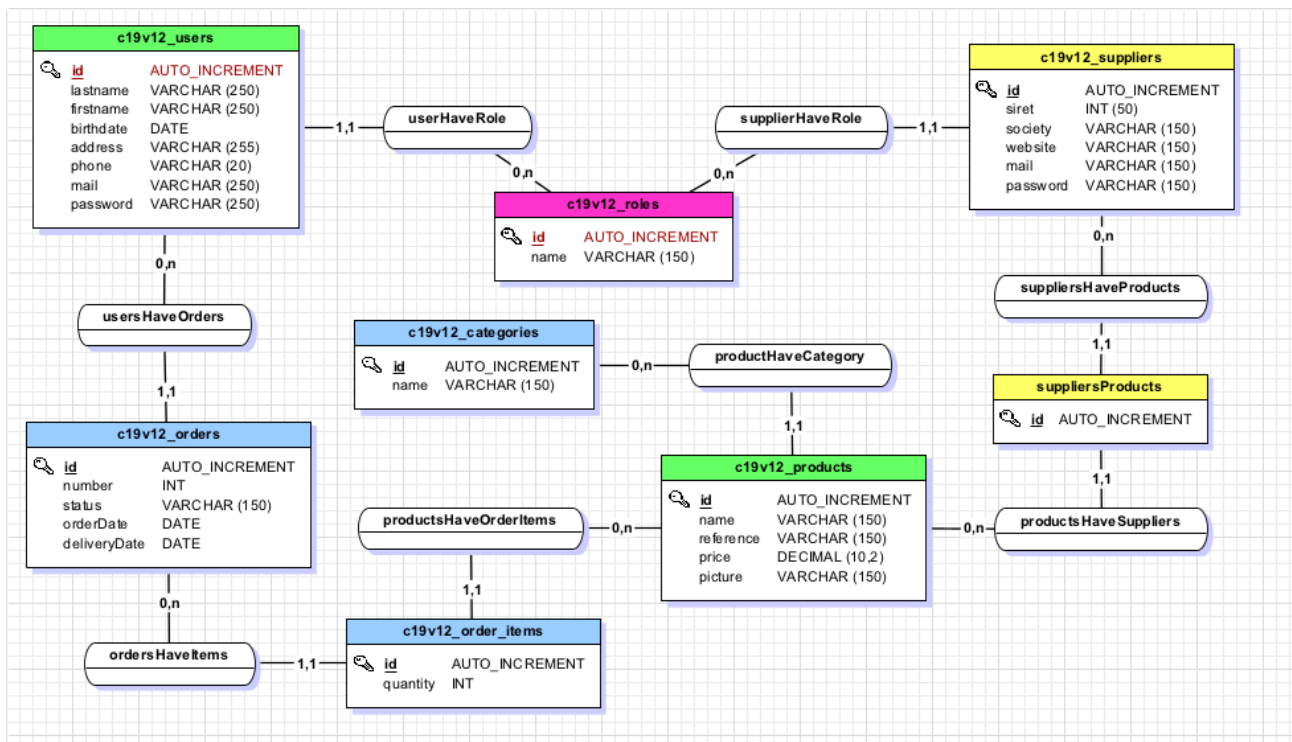 c19v12_users
id AUTO_INCREMENT
lastname VARCHAR (250)
firstname VARCHAR (250)
birthdate DATE
address VARCHAR (255)
phone VARCHAR (20)
mail VARCHAR (250)
password VARCHAR (250)
1,1
userHaveRole
0,n
supplierHaveRole
1,1
0,n
c19v12_suppliers
id AUTO_INCREMENT
siret INT (50)
society VARCHAR (150)
website VARCHAR (150)
mail VARCHAR (150)
password VARCHAR (150)
c19v12_roles
id AUTO_INCREMENT
name VARCHAR (150)
0,n
usersHaveOrders
1,1
0,n
suppliersHaveProducts
1,1
c19v12_categories
id AUTO_INCREMENT
name VARCHAR (150)
0,n
productHaveCategory
1,1
suppliersProducts
id AUTO_INCREMENT
1,1
c19v12_orders
id AUTO_INCREMENT
number INT
status VARCHAR (150)
orderDate DATE
deliveryDate DATE
c19v12_products
id AUTO_INCREMENT
name VARCHAR (150)
reference VARCHAR (150)
price DECIMAL (10,2)
picture VARCHAR (150)
productsHaveOrderItems
0,n
0,n
productsHaveSuppliers
1,1
0,n
ordersHaveItems
1,1
c19v12_order_items
id AUTO_INCREMENT
quantity INT